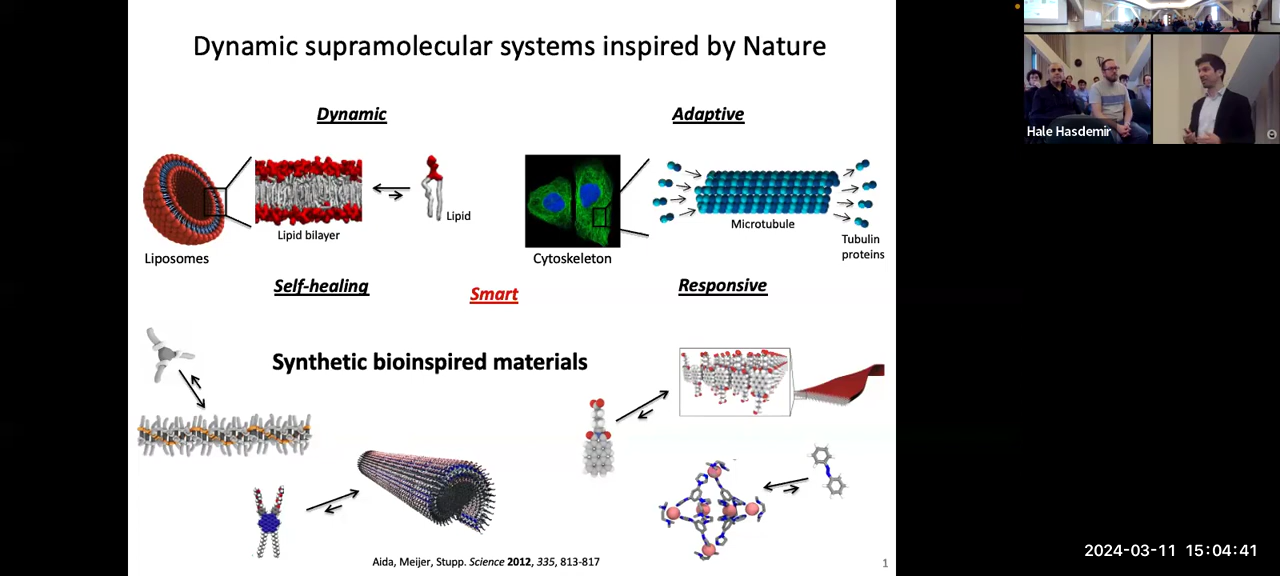 Dynamic supramolecular systems inspired by Nature
Dynamic
Adaptive
Lipid
Lipid bilayer
Liposomes
Microtubule
Tubulin
proteins
Cytoskeleton
Self-healing
Smart
Responsive
Synthetic bioinspired materials
Aida, Meijer, Stupp. Science 2012, 335, 813-817
1
Hale Hasdemir
2024-03-11 15:04:41